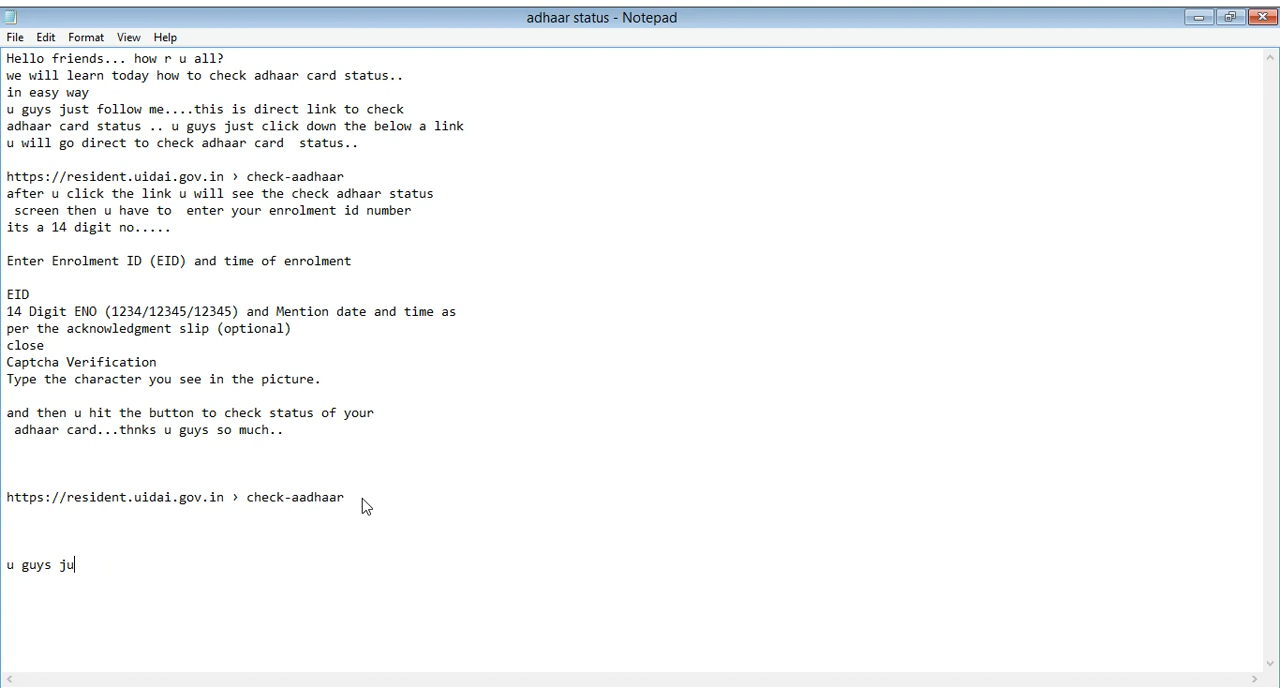 adhaar status - Notepad
File Edit Format View Help
Hello friends... how r u all?
we will learn today how to check adhaar card status..
in easy way
u guys just follow me....this is direct link to check
adhaar card status .. u guys just click down the below a link
u will go direct to check adhaar card  status..
https://resident.uidai.gov.in › check-aadhaar
after u click the link u will see the check adhaar status
screen then u have to  enter your enrolment id number
its a 14 digit no.....
Enter Enrolment ID (EID) and time of enrolment
EID
14 Digit ENO (1234/12345/12345) and Mention date and time as
per the acknowledgment slip (optional)
close
Captcha Verification
Type the character you see in the picture.
and then u hit the button to check status of your
adhaar card...thnks u guys so much..
https://resident.uidai.gov.in › check-aadhaar
u guys ju